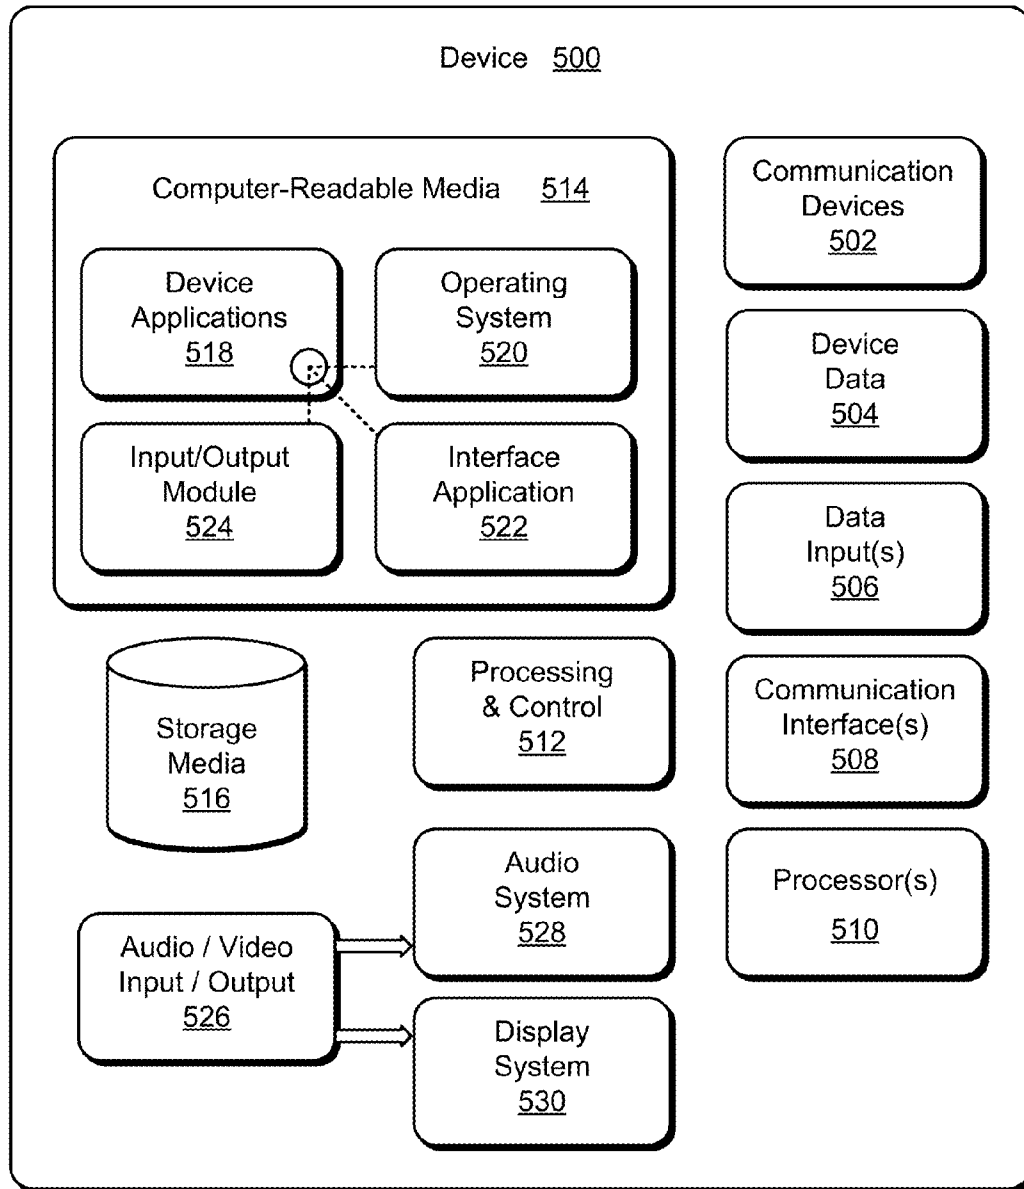 Device 500
Computer-Readable Media 514
Device
Applications
518
Operating
System
520
Input/Output
Module
524
Interface
Application
522
Storage
Media
516
Processing
& Control
512
Audio / Video
Input / Output
526
Audio
System
528
Display
System
530
Communication
Devices
502
Device
Data
504
Data
Input(s)
506
Communication
Interface(s)
508
Processor(s)
510